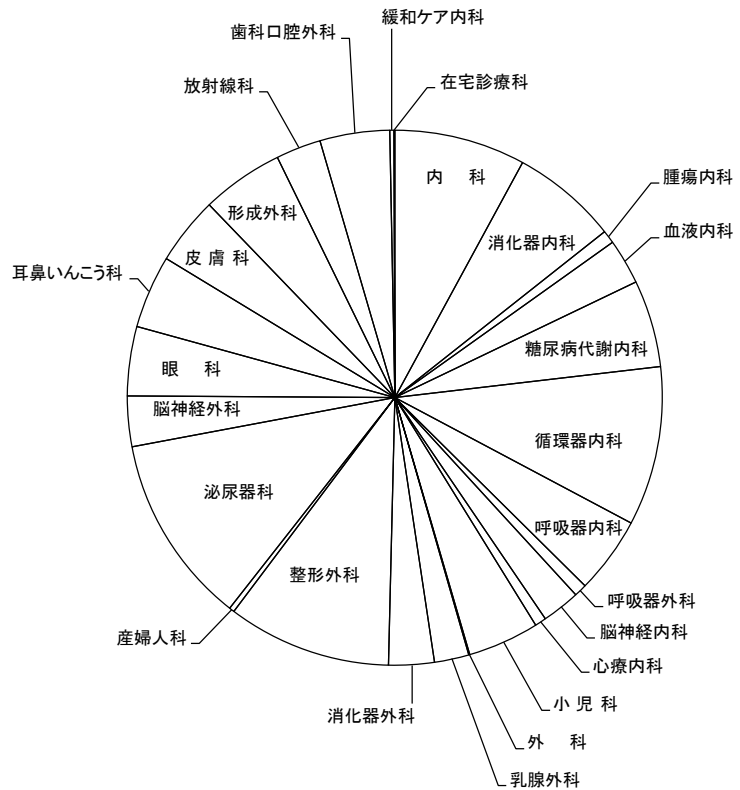 緩和ケア内科
在宅診療科
内 科
消化器内科
腫瘍内科
血液内科
糖尿病代謝内科
循環器内科
呼吸器内科
呼吸器外科
脳神経内科
心療内科
小 児 科
外 科
乳腺外科
消化器外科
整形外科
産婦人科
泌尿器科
脳神経外科
眼 科
耳鼻いんこう科
皮 膚 科
形成外科
放射線科
歯科口腔外科